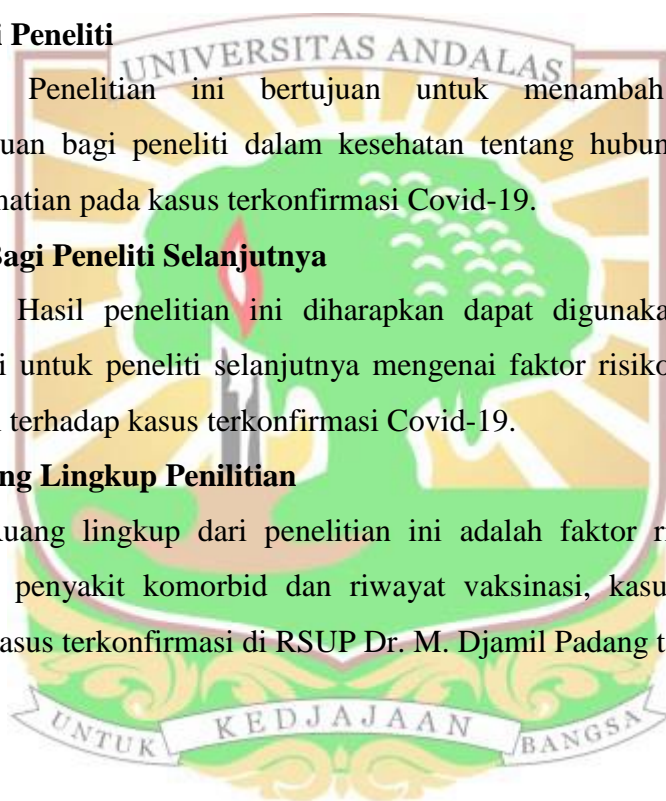 i Peneliti
UNIVERSITAS ANDALAS
Penelitian ini bertujuan untuk menambah
uan bagi peneliti dalam kesehatan tentang hubun
natian pada kasus terkonfirmasi Covid-19.
Bagi Peneliti Selanjutnya
Hasil penelitian ini diharapkan dapat digunaka
i untuk peneliti selanjutnya mengenai faktor risiko
terhadap kasus terkonfirmasi Covid-19.
ng Lingkup Penilitian
uang lingkup dari penelitian ini adalah faktor r
penyakit komorbid dan riwayat vaksinasi, kasu
asus terkonfirmasi di RSUP Dr. M. Djamil Padang t
UNTUK KEDJAJAAN BANGSA